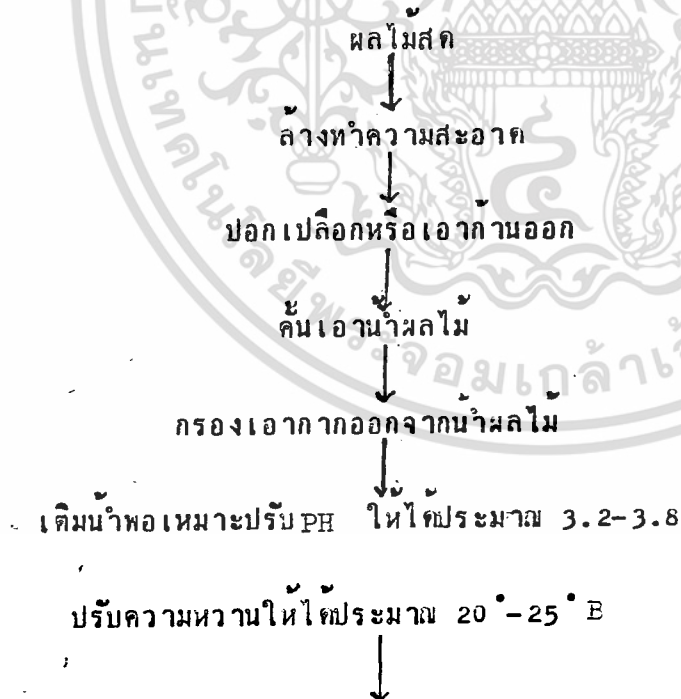 ผลไม้สด
ล้างทำความสะอาด
ปอกเปลือกหรือเอาก้านออก
คั้นเอาน้ำผลไม้
กรองเอากากออกจากน้ำผลไม้
เติมน้ำพอเหมาะปรับ PH ให้ได้ประมาณ 3.2-3.8
ปรับความหวานให้ได้ประมาณ 20°-25° B